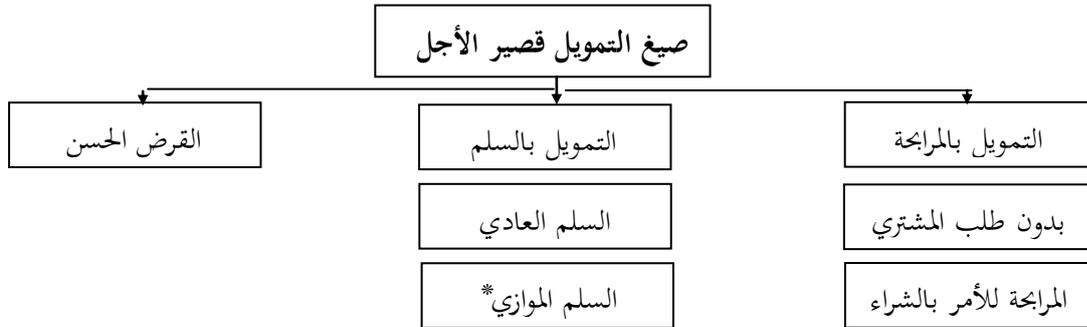 صيغ التمويل قصير الأجل
التمويل بالمرابحة
التمويل بالسلم
القرض الحسن
بدون طلب المشتري
السلم العادي
المرابحة للأمر بالشراء
السلم الموازي*